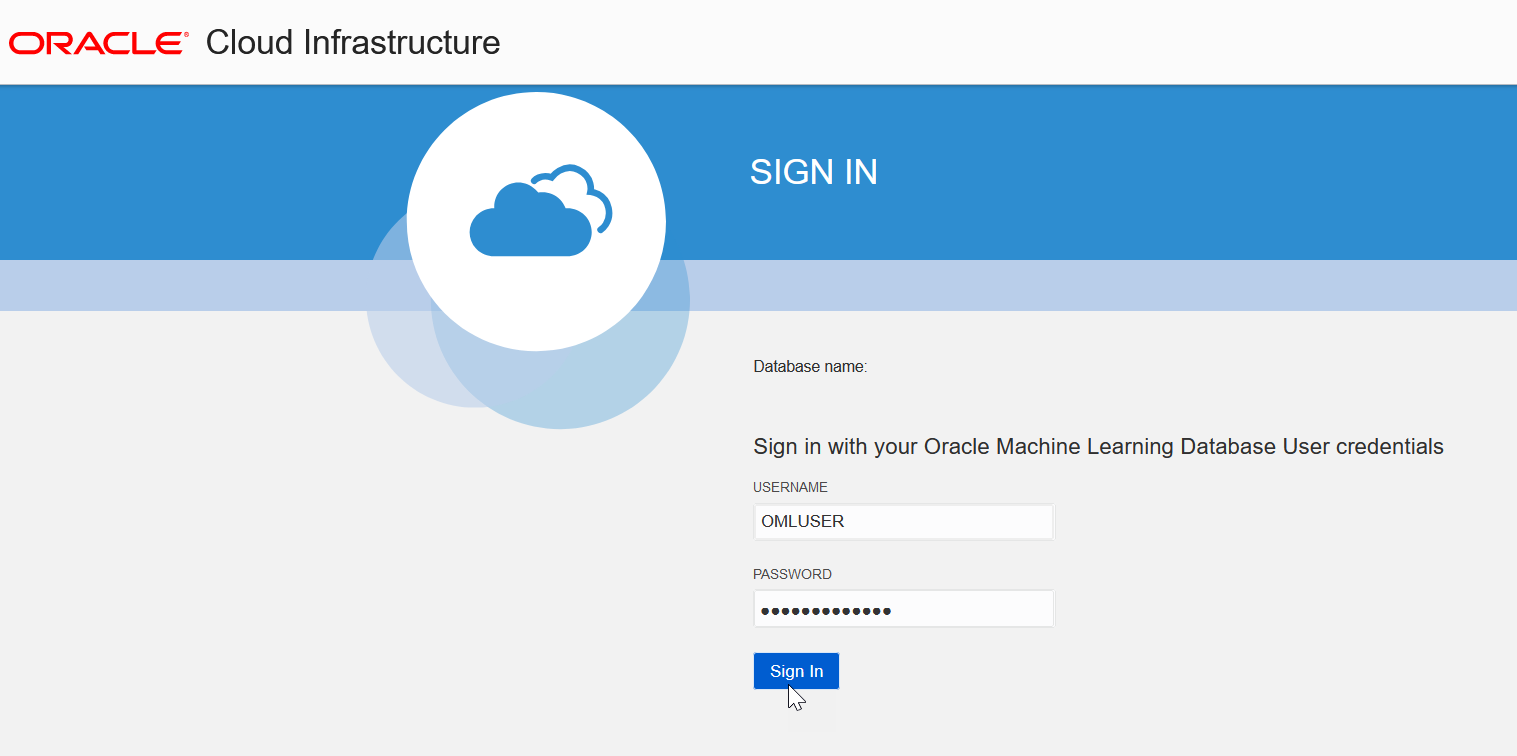 ORACLE® Cloud Infrastructure
SIGN IN
Database name:
Sign in with your Oracle Machine Learning Database User credentials
USERNAME
OMLUSER
PASSWORD
●●●●●●●●●●●●●
Sign In